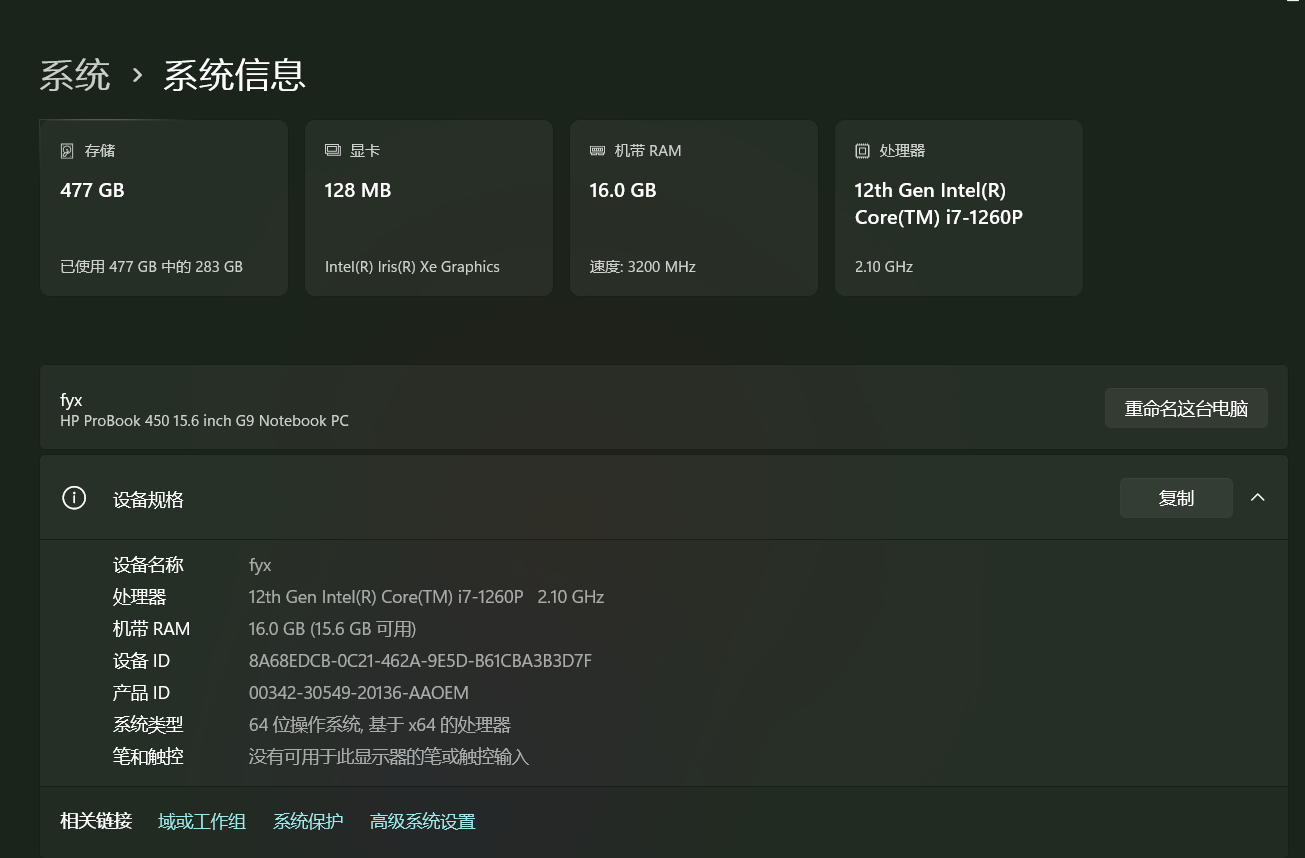 系统 › 系统信息
存储
477 GB
已使用 477 GB 中的 283 GB
显卡
128 MB
Intel(R) Iris(R) Xe Graphics
机带 RAM
16.0 GB
速度: 3200 MHz
处理器
12th Gen Intel(R)
Core(TM) i7-1260P
2.10 GHz
fyx
HP ProBook 450 15.6 inch G9 Notebook PC
重命名这台电脑
设备规格
复制
设备名称 fyx
处理器 12th Gen Intel(R) Core(TM) i7-1260P 2.10 GHz
机带 RAM 16.0 GB (15.6 GB 可用)
设备 ID 8A68EDCB-0C21-462A-9E5D-B61CBA3B3D7F
产品 ID 00342-30549-20136-AAOEM
系统类型 64 位操作系统, 基于 x64 的处理器
笔和触控 没有可用于此显示器的笔或触控输入
相关链接 域或工作组 系统保护 高级系统设置